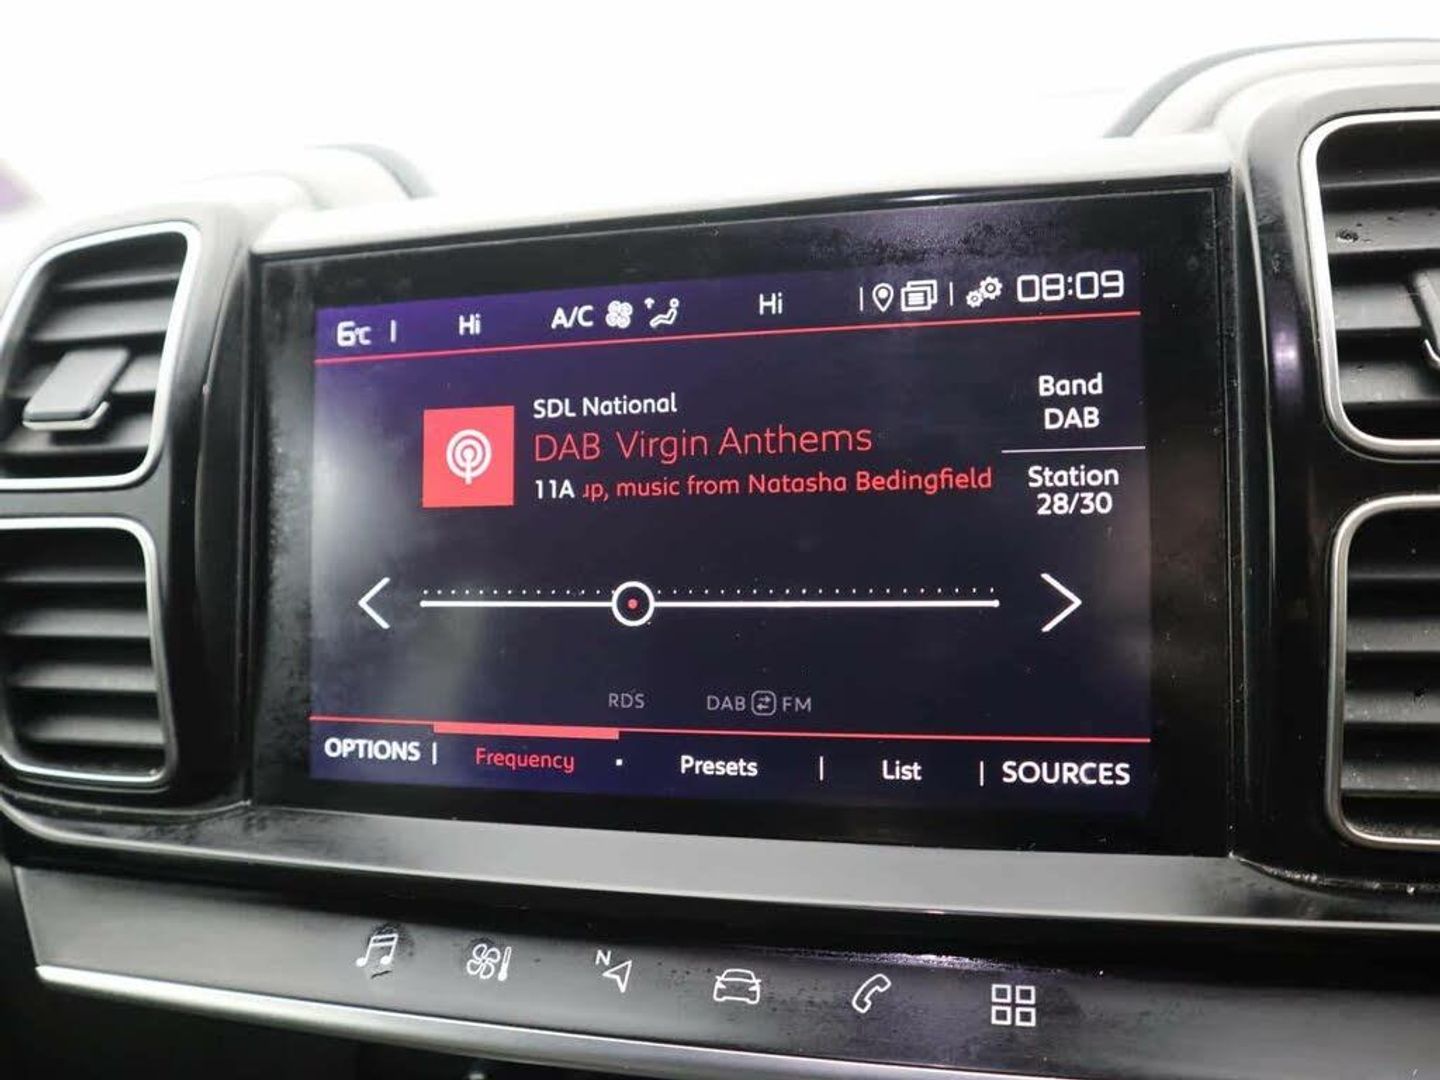 6°C | Hi A/C Hi | | 08:09
SDL National
DAB Virgin Anthems
11A up, music from Natasha Bedingfield
Band
DAB
Station
28/30
RDS DAB FM
OPTIONS | Frequency · Presets | List | SOURCES
N